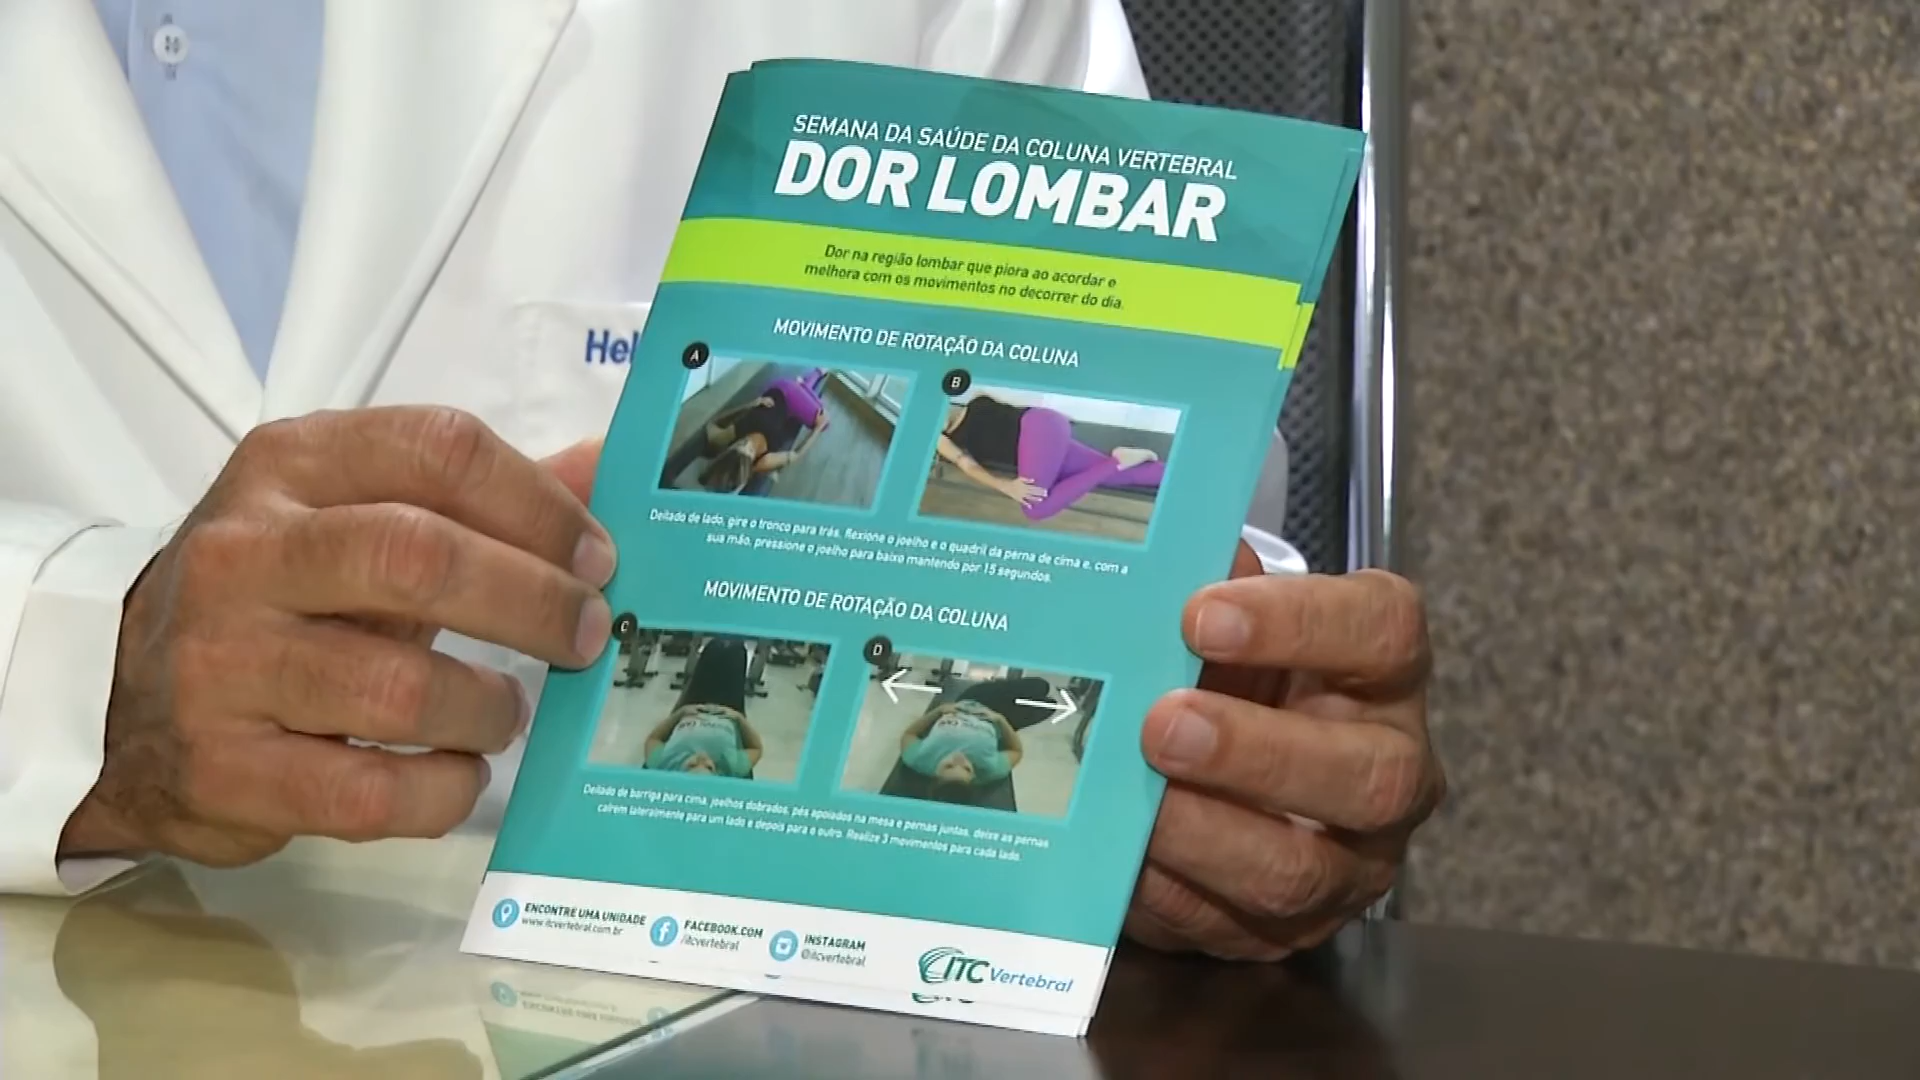 SEMANA DA SAÚDE DA COLUNA VERTEBRAL
DOR LOMBAR
Dor na região lombar que piora ao acordar e
melhora com os movimentos no decorrer do dia.
Hel
MOVIMENTO DE ROTAÇÃO DA COLUNA
A
B
Deitado de lado, gire o tronco para trás, flexione o joelho e o quadril da perna de cima e, com a
sua mão, pressione o joelho para baixo mantendo por 15 segundos.
MOVIMENTO DE ROTAÇÃO DA COLUNA
C
D
Deitado de barriga para cima, joelhos dobrados, pés apoiados na mesa e pernas juntas, deixe as pernas
caírem lateralmente para um lado e depois para o outro. Realize 3 movimentos para cada lado.
ENCONTRE UMA UNIDADE
www.itcvertebral.com.br
FACEBOOK.COM
/itcvertebral
INSTAGRAM
@itcvertebral
ITC Vertebral